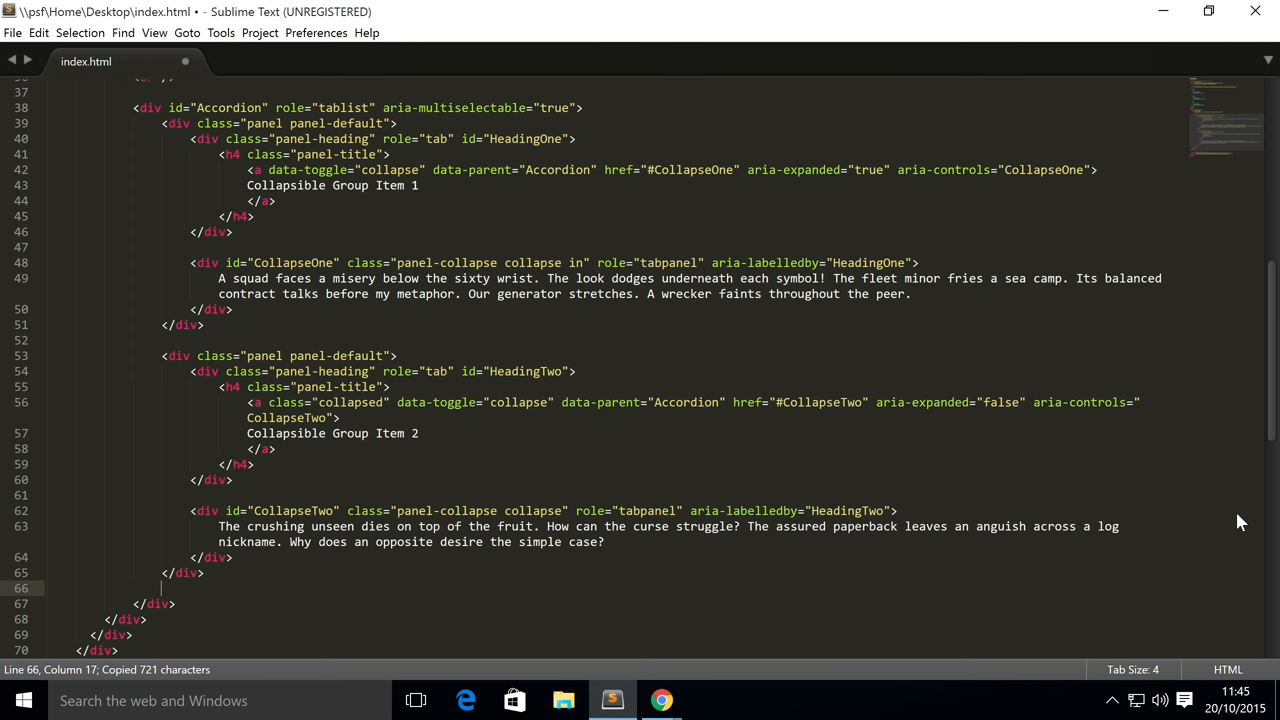 \\psf\Home\Desktop\index.html • - Sublime Text (UNREGISTERED)
File Edit Selection Find View Goto Tools Project Preferences Help
index.html
37
38 <div id="Accordion" role="tablist" aria-multiselectable="true">
39 <div class="panel panel-default">
40 <div class="panel-heading" role="tab" id="HeadingOne">
41 <h4 class="panel-title">
42 <a data-toggle="collapse" data-parent="Accordion" href="#CollapseOne" aria-expanded="true" aria-controls="CollapseOne">
43 Collapsible Group Item 1
44 </a>
45 </h4>
46 </div>
47
48 <div id="CollapseOne" class="panel-collapse collapse in" role="tabpanel" aria-labelledby="HeadingOne">
49 A squad faces a misery below the sixty wrist. The look dodges underneath each symbol! The fleet minor fries a sea camp. Its balanced
contract talks before my metaphor. Our generator stretches. A wrecker faints throughout the peer.
50 </div>
51 </div>
52
53 <div class="panel panel-default">
54 <div class="panel-heading" role="tab" id="HeadingTwo">
55 <h4 class="panel-title">
56 <a class="collapsed" data-toggle="collapse" data-parent="Accordion" href="#CollapseTwo" aria-expanded="false" aria-controls="
CollapseTwo">
57 Collapsible Group Item 2
58 </a>
59 </h4>
60 </div>
61
62 <div id="CollapseTwo" class="panel-collapse collapse" role="tabpanel" aria-labelledby="HeadingTwo">
63 The crushing unseen dies on top of the fruit. How can the curse struggle? The assured paperback leaves an anguish across a log
nickname. Why does an opposite desire the simple case?
64 </div>
65 </div>
66
67 </div>
68 </div>
69 </div>
70 </div>
Line 66, Column 17; Copied 721 characters
Tab Size: 4
HTML
Search the web and Windows
11:45
20/10/2015